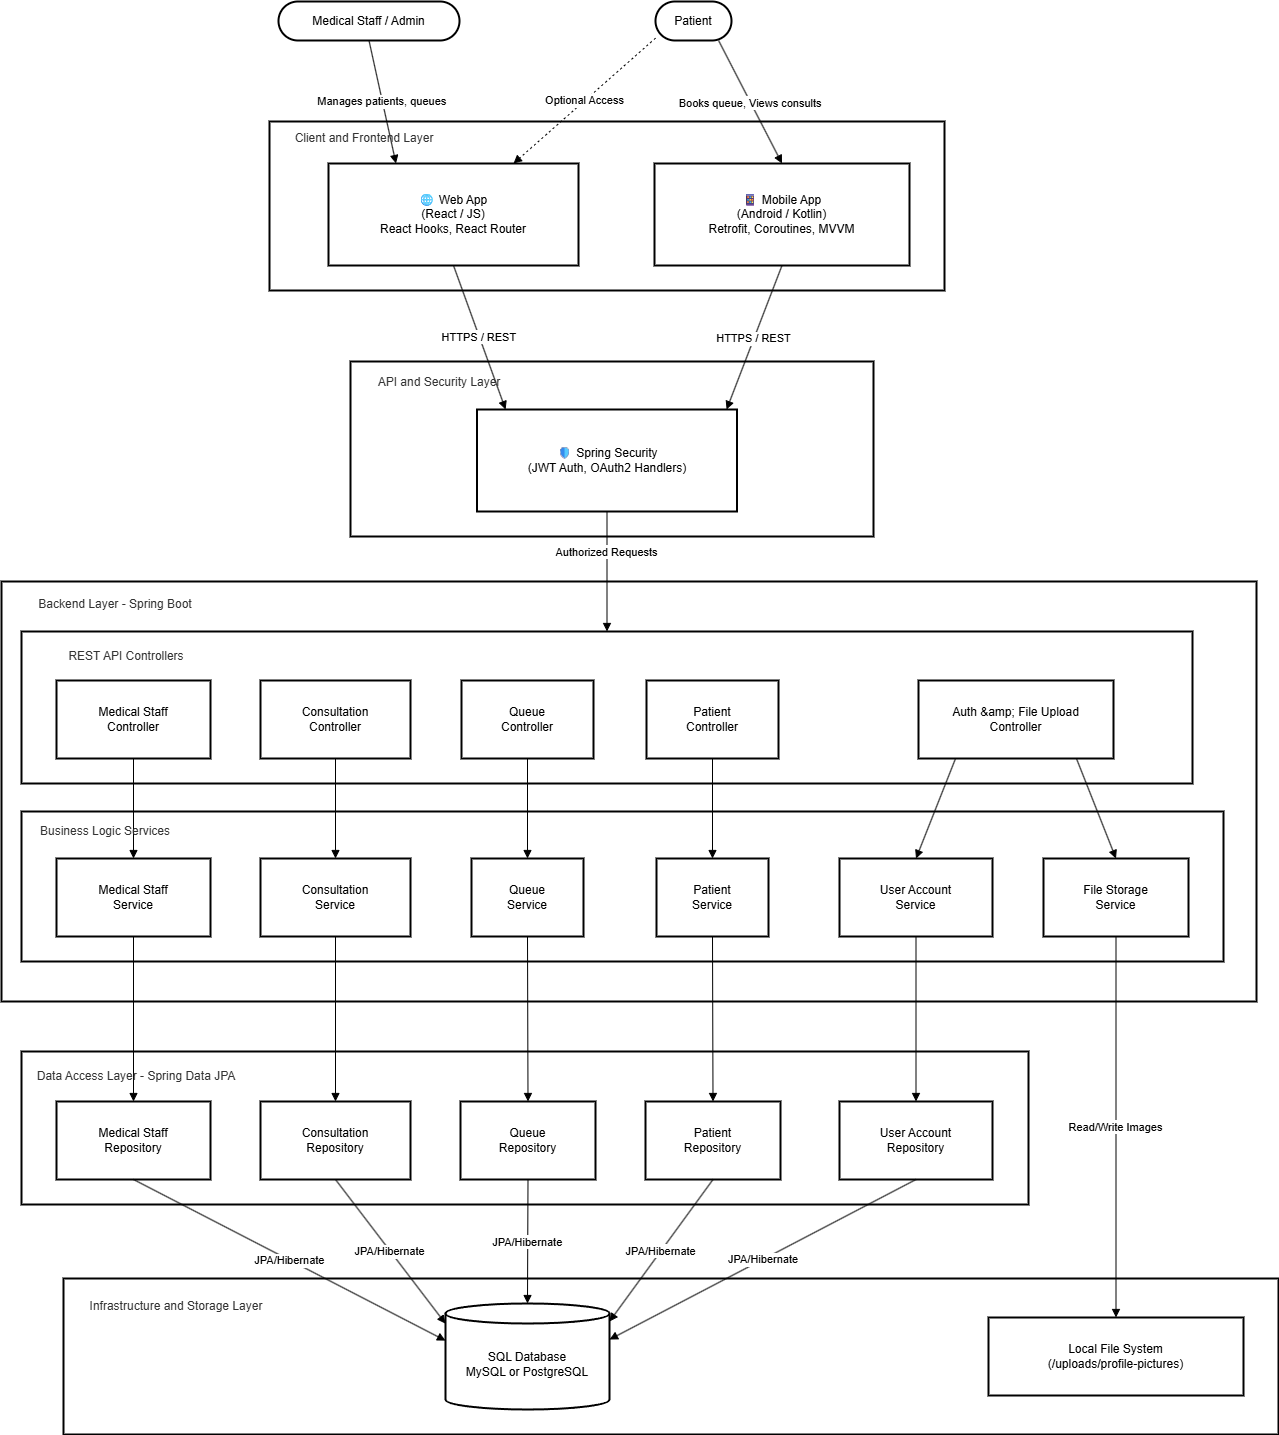 Medical Staff / Admin
Patient
Manages patients, queues
Optional Access
Books queue, Views consults
Client and Frontend Layer
🌐 Web App
(React / JS)
React Hooks, React Router
📱 Mobile App
(Android / Kotlin)
Retrofit, Coroutines, MVVM
HTTPS / REST
HTTPS / REST
API and Security Layer
🛡️ Spring Security
(JWT Auth, OAuth2 Handlers)
Authorized Requests
Backend Layer - Spring Boot
REST API Controllers
Medical Staff
Controller
Consultation
Controller
Queue
Controller
Patient
Controller
Auth &amp; File Upload
Controller
Business Logic Services
Medical Staff
Service
Consultation
Service
Queue
Service
Patient
Service
User Account
Service
File Storage
Service
Data Access Layer - Spring Data JPA
Medical Staff
Repository
Consultation
Repository
Queue
Repository
Patient
Repository
User Account
Repository
Read/Write Images
JPA/Hibernate
JPA/Hibernate
JPA/Hibernate
JPA/Hibernate
JPA/Hibernate
Infrastructure and Storage Layer
SQL Database
MySQL or PostgreSQL
Local File System
(/uploads/profile-pictures)